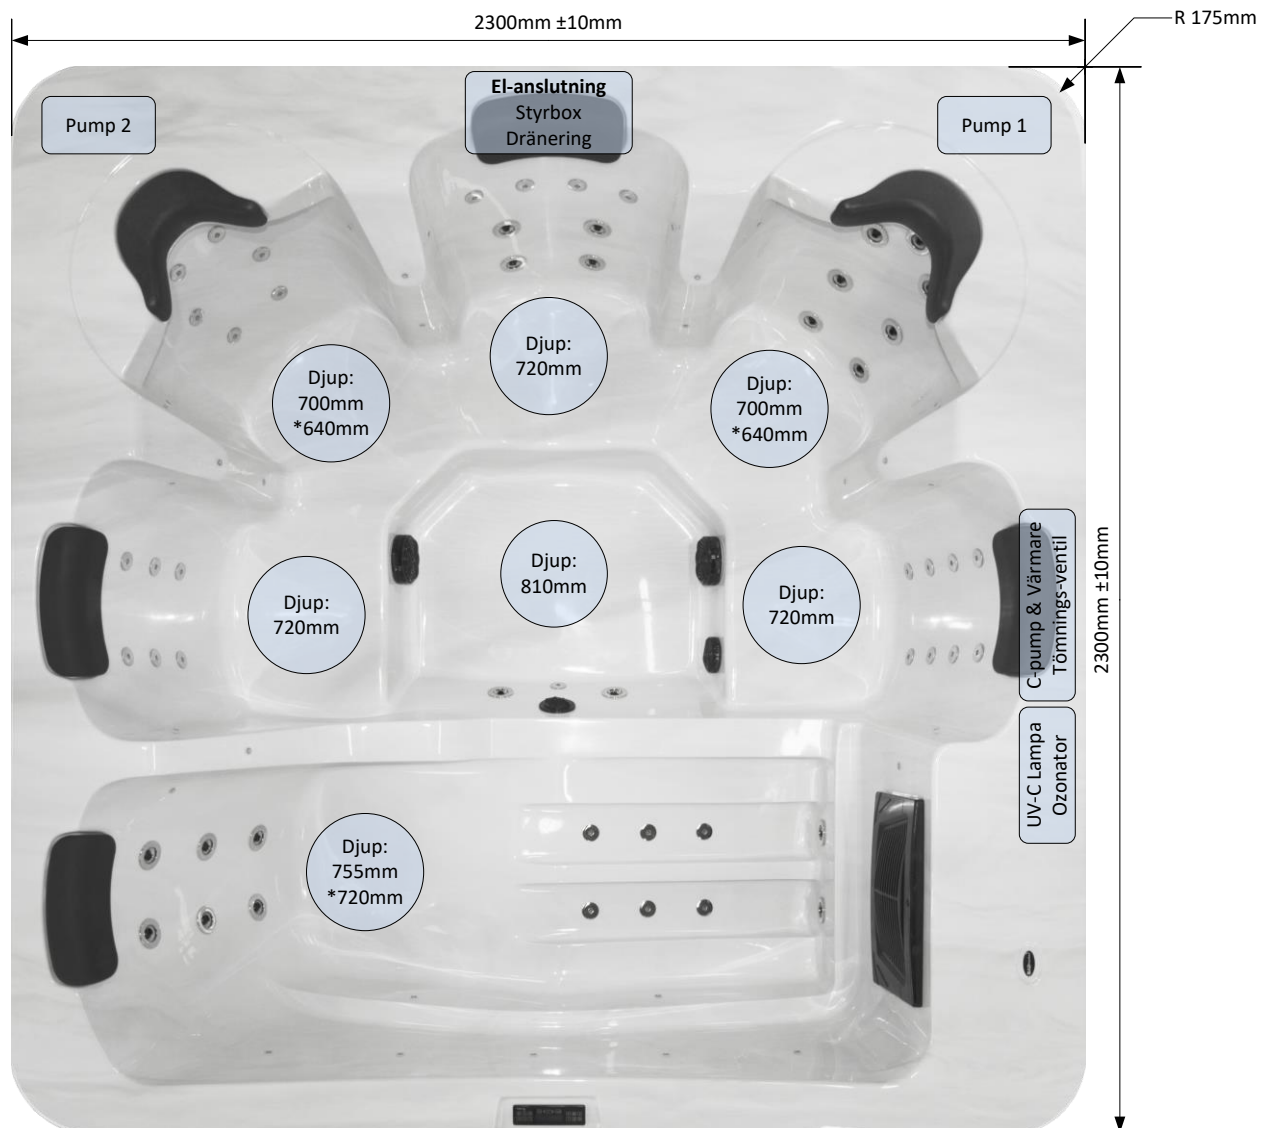 2300mm ±10mm
R 175mm
Pump 2
El-anslutning
Styrbox
Dränering
Pump 1
Djup:
720mm
Djup:
700mm
*640mm
Djup:
700mm
*640mm
Djup:
810mm
Djup:
720mm
Djup:
720mm
C-pump & Värmare
Tömnings-ventil
2300mm ±10mm
UV-C Lampa
Ozonator
Djup:
755mm
*720mm